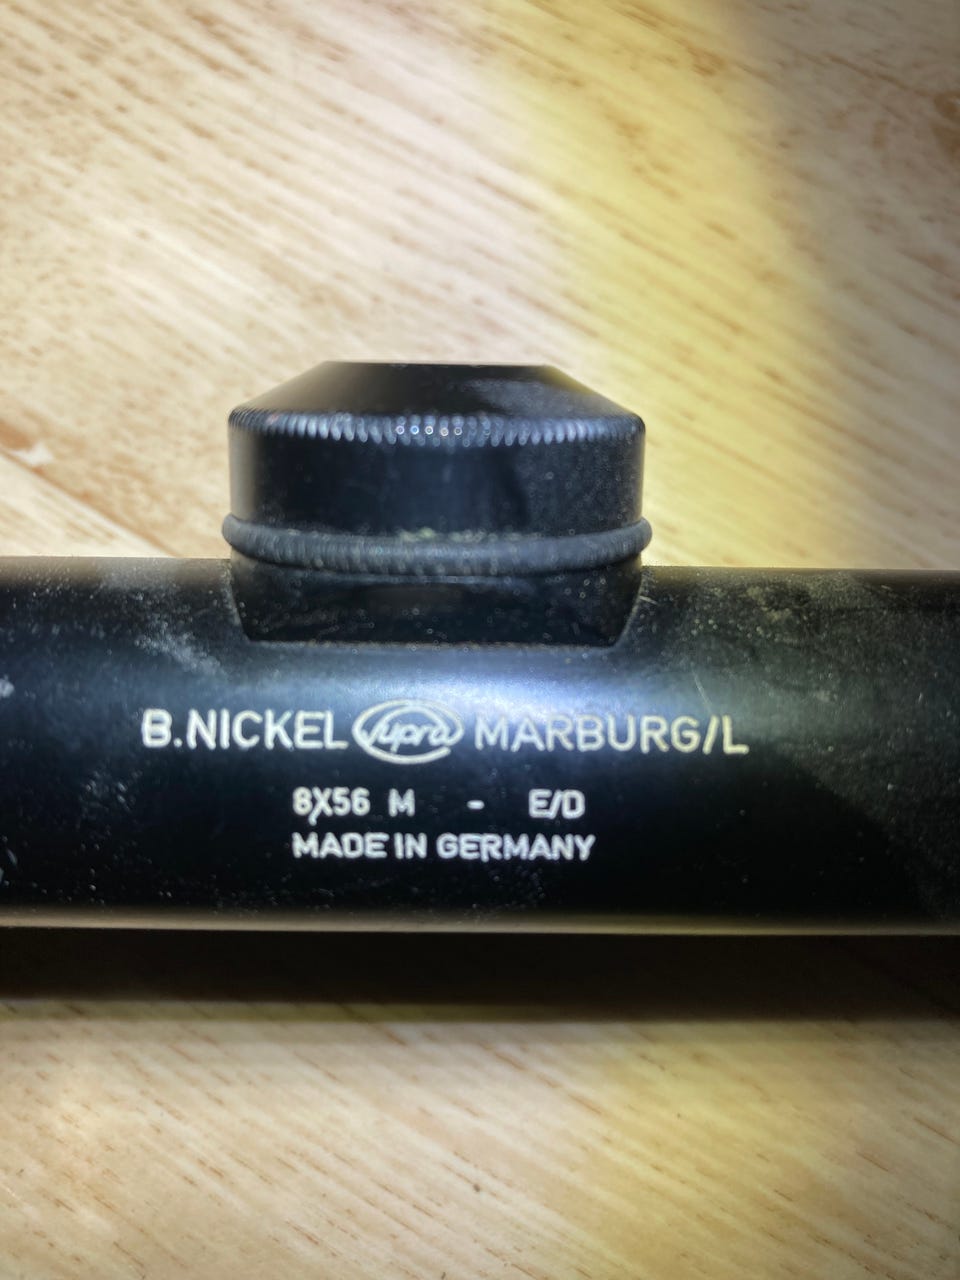 B.NICKEL Supra MARBURG/L
8X56 M - E/D
MADE IN GERMANY